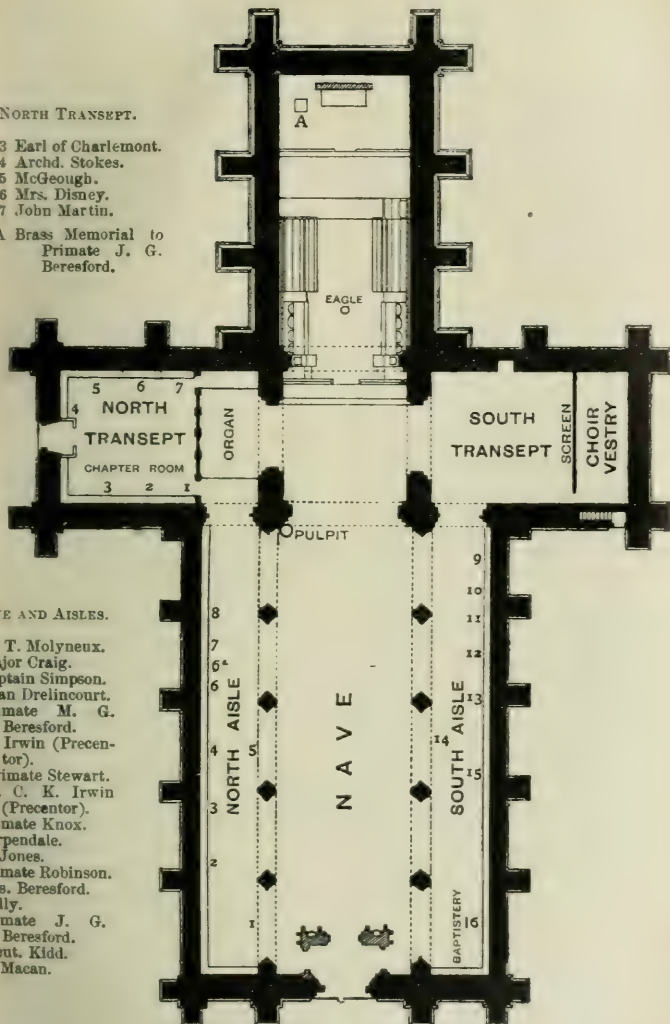 NORTH TRANSEPT.
3 Earl of Charlemont.
4 Archd. Stokes.
5 McGeough.
6 Mrs. Disney.
7 John Martin.
A Brass Memorial to
Primate J. G.
Beresford.
A
EAGLE
5 6 7
4
NORTH
TRANSEPT
CHAPTER ROOM
3 2 1
ORGAN
SOUTH
TRANSEPT
SCREEN
CHOIR
VESTRY
PULPIT
VE AND AISLES.
T. Molyneux.
jor Craig.
ptain Simpson.
an Drelincourt.
mate M. G.
Beresford.
Irwin (Precen-
tor).
rimate Stewart.
. C. K. Irwin
(Precentor).
mate Knox.
rpendale.
Jones.
mate Robinson.
s. Beresford.
lly.
mate J. G.
Beresford.
ut. Kidd.
Macan.
8
7
6a
6
4
5
3
2
1
NORTH AISLE
NAVE
SOUTH AISLE
9
10
11
12
13
14
15
16
BAPTISTERY